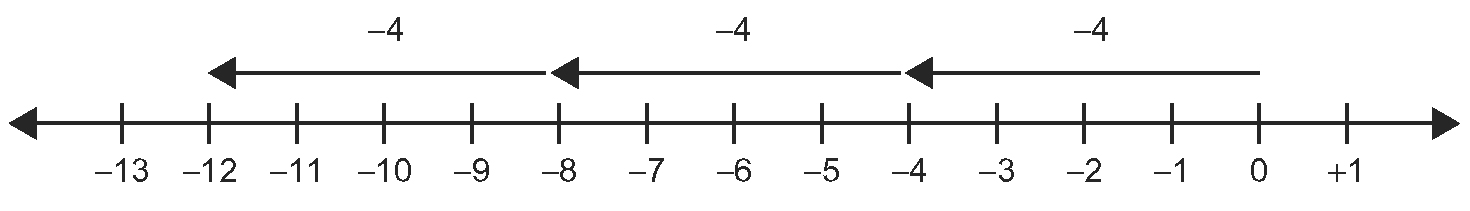 –4 –4 –4
–13 –12 –11 –10 –9 –8 –7 –6 –5 –4 –3 –2 –1 0 +1